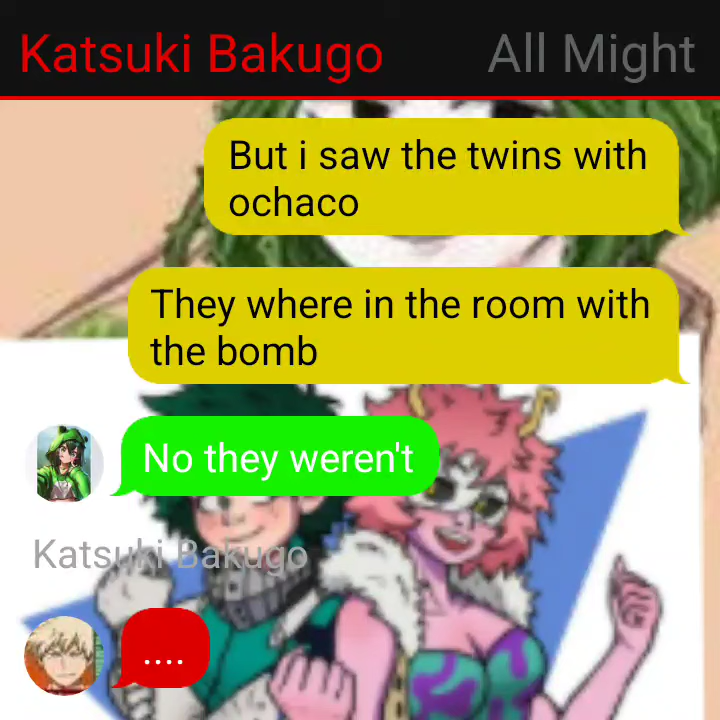 Katsuki Bakugo All Might
But i saw the twins with
ochaco
They where in the room with
the bomb
No they weren't
Katsuki Bakugo
....